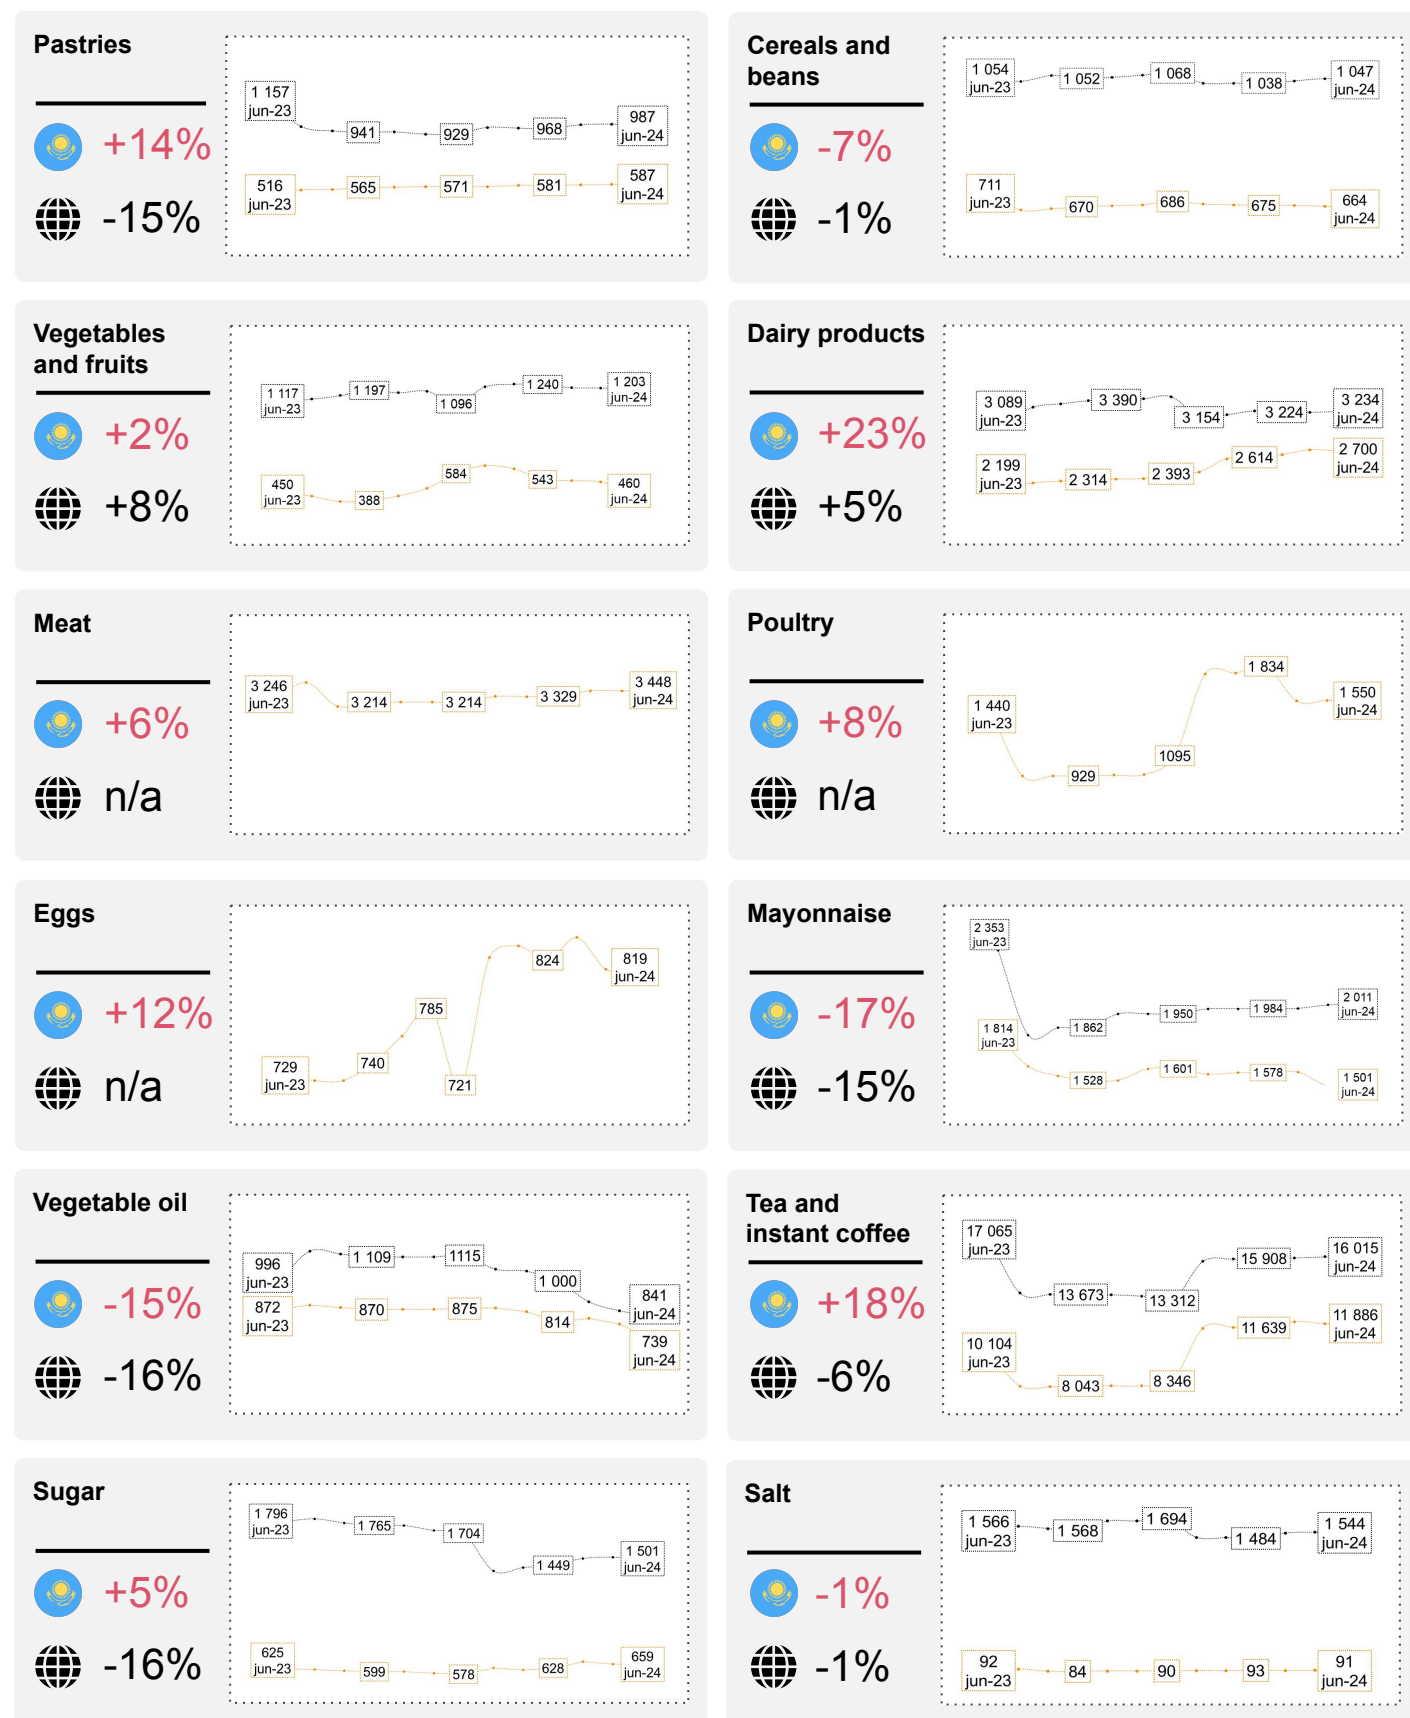 Pastries
+14%
-15%
1 157
jun-23
941
929
968
987
jun-24
516
jun-23
565
571
581
587
jun-24
Cereals and
beans
-7%
-1%
1 054
jun-23
1 052
1 068
1 038
1 047
jun-24
711
jun-23
670
686
675
664
jun-24
Vegetables
and fruits
+2%
+8%
1 117
jun-23
1 197
1 096
1 240
1 203
jun-24
450
jun-23
388
584
543
460
jun-24
Dairy products
+23%
+5%
3 089
jun-23
3 390
3 154
3 224
3 234
jun-24
2 199
jun-23
2 314
2 393
2 614
2 700
jun-24
Meat
+6%
n/a
3 246
jun-23
3 214
3 214
3 329
3 448
jun-24
Poultry
+8%
n/a
1 440
jun-23
929
1095
1 834
1 550
jun-24
Eggs
+12%
n/a
729
jun-23
740
785
721
824
819
jun-24
Mayonnaise
-17%
-15%
2 353
jun-23
1 862
1 950
1 984
2 011
jun-24
1 814
jun-23
1 528
1 601
1 578
1 501
jun-24
Vegetable oil
-15%
-16%
996
jun-23
1 109
1115
1 000
841
jun-24
872
jun-23
870
875
814
739
jun-24
Tea and
instant coffee
+18%
-6%
17 065
jun-23
13 673
13 312
15 908
16 015
jun-24
10 104
jun-23
8 043
8 346
11 639
11 886
jun-24
Sugar
+5%
-16%
1 796
jun-23
1 765
1 704
1 449
1 501
jun-24
625
jun-23
599
578
628
659
jun-24
Salt
-1%
-1%
1 566
jun-23
1 568
1 694
1 484
1 544
jun-24
92
jun-23
84
90
93
91
jun-24